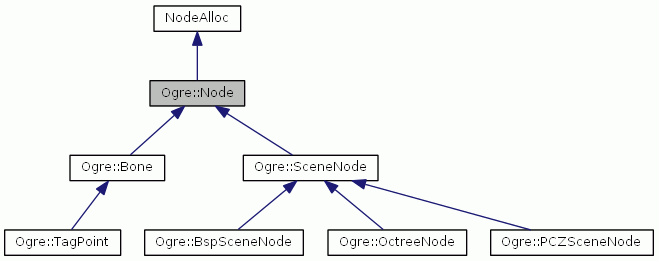 NodeAlloc
Ogre::Node
Ogre::Bone
Ogre::SceneNode
Ogre::TagPoint
Ogre::BspSceneNode
Ogre::OctreeNode
Ogre::PCZSceneNode